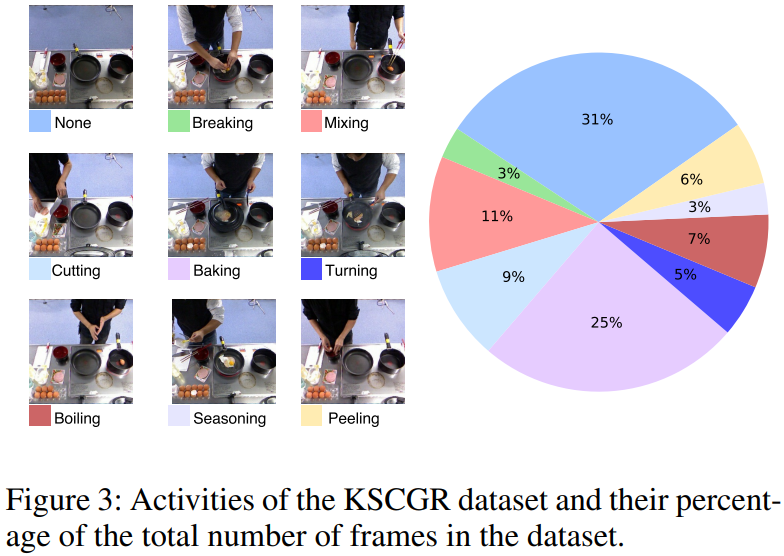 None
Breaking
Mixing
Cutting
Baking
Turning
Boiling
Seasoning
Peeling
31%
6%
3%
3%
11%
7%
5%
9%
25%
Figure 3: Activities of the KSCGR dataset and their percent-
age of the total number of frames in the dataset.